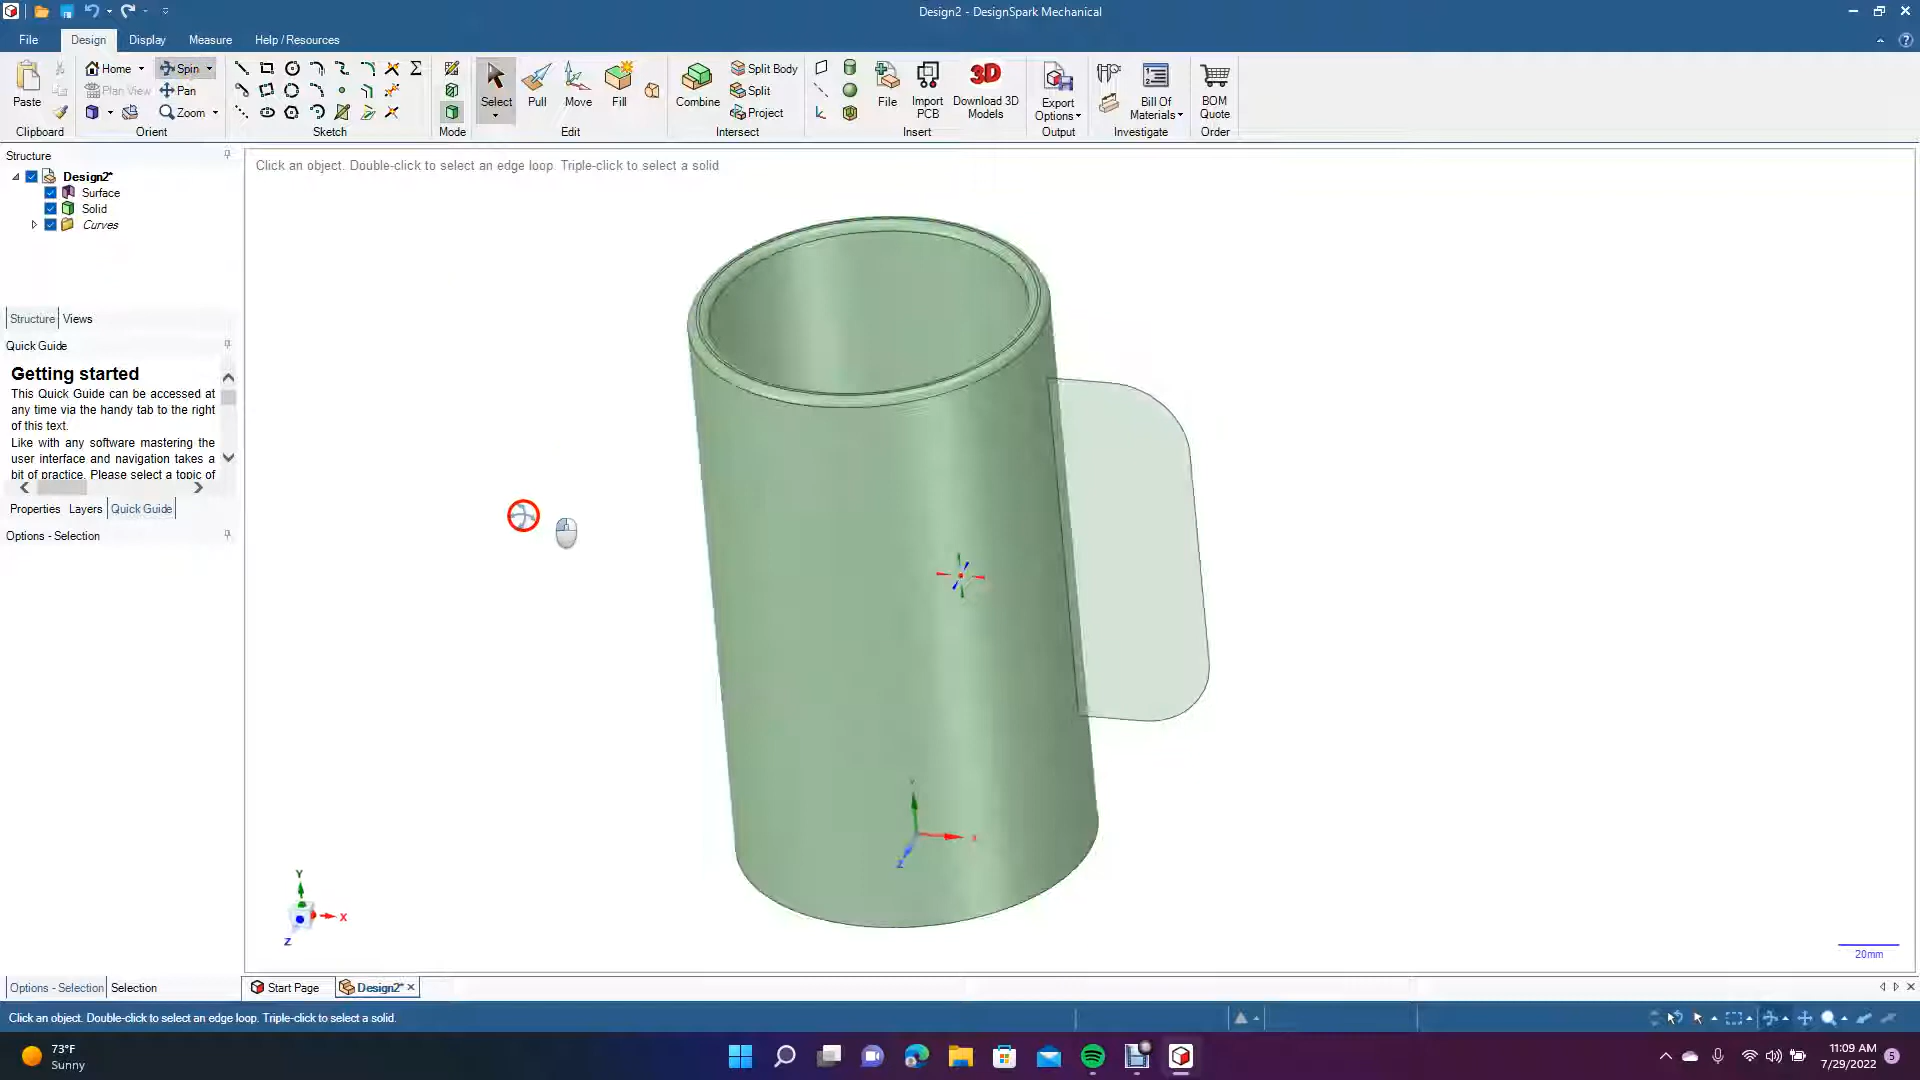 Design2 - DesignSpark Mechanical
File Design Display Measure Help / Resources
Home Spin
Plan View Pan
Zoom
Paste
Select Pull Move Fill
Combine
Split Body
Split
Project
File Import PCB Download 3D Models
3D
Export Options
Bill Of Materials
BOM Quote
Clipboard Orient Sketch Mode Edit Intersect Insert Output Investigate Order
Structure
Design2*
Surface
Solid
Curves
Structure Views
Quick Guide
Getting started
This Quick Guide can be accessed at
any time via the handy tab to the right
of this text.
Like with any software mastering the
user interface and navigation takes a
bit of practice. Please select a topic of
Properties Layers Quick Guide
Options - Selection
Click an object. Double-click to select an edge loop. Triple-click to select a solid
Y
X
Z
Z
20mm
Options - Selection Selection
Start Page Design2*
Click an object. Double-click to select an edge loop. Triple-click to select a solid.
73°F
Sunny
11:09 AM
7/29/2022
5